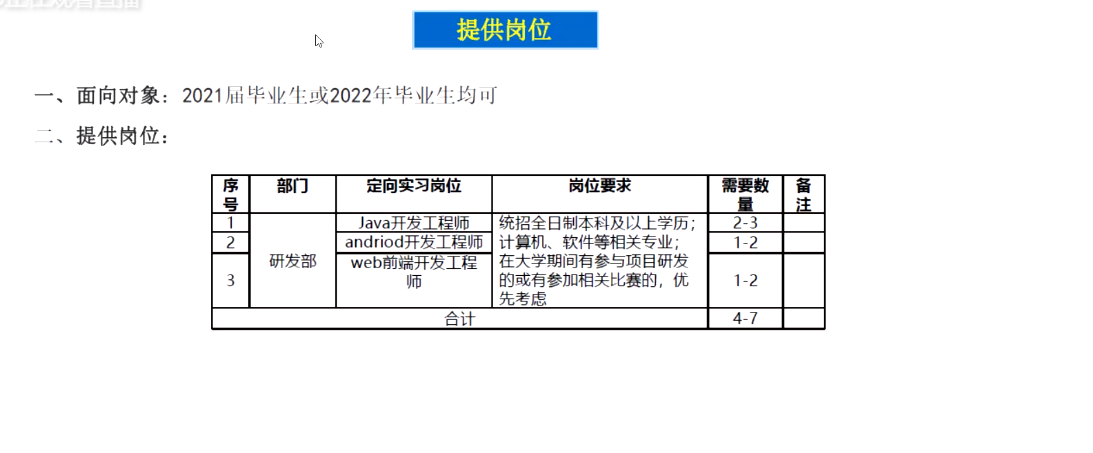 正在观看直播
提供岗位
一、面向对象：2021届毕业生或2022年毕业生均可
二、提供岗位：
序号 部门 定向实习岗位 岗位要求 需要数量 备注
1 研发部 Java开发工程师 统招全日制本科及以上学历； 2-3
2 andriod开发工程师 计算机、软件等相关专业； 1-2
3 web前端开发工程 在大学期间有参与项目研发 1-2
师 的或有参加相关比赛的，优
先考虑
合计 4-7